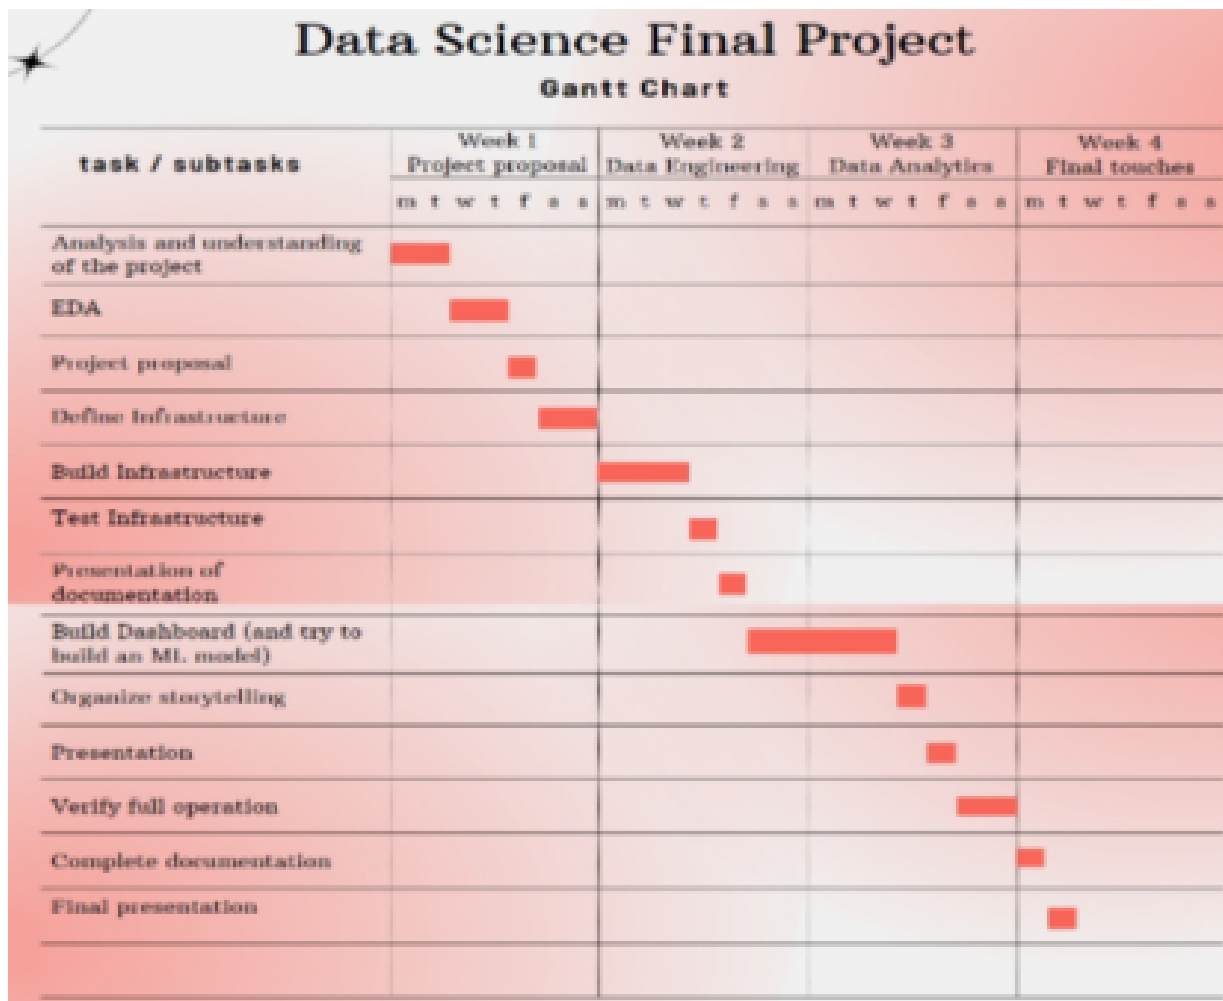 Data Science Final Project
Gantt Chart
task / subtasks
Week 1
Project proposal
Week 2
Data Engineering
Week 3
Data Analytics
Week 4
Final touches
m t w t f s s m t w t f s s m t w t f s s m t w t f s s
Analysis and understanding
of the project
EDA
Project proposal
Define Infrastructure
Build Infrastructure
Test Infrastructure
Presentation of
documentation
Build Dashboard (and try to
build an ML model)
Organize storytelling
Presentation
Verify full operation
Complete documentation
Final presentation